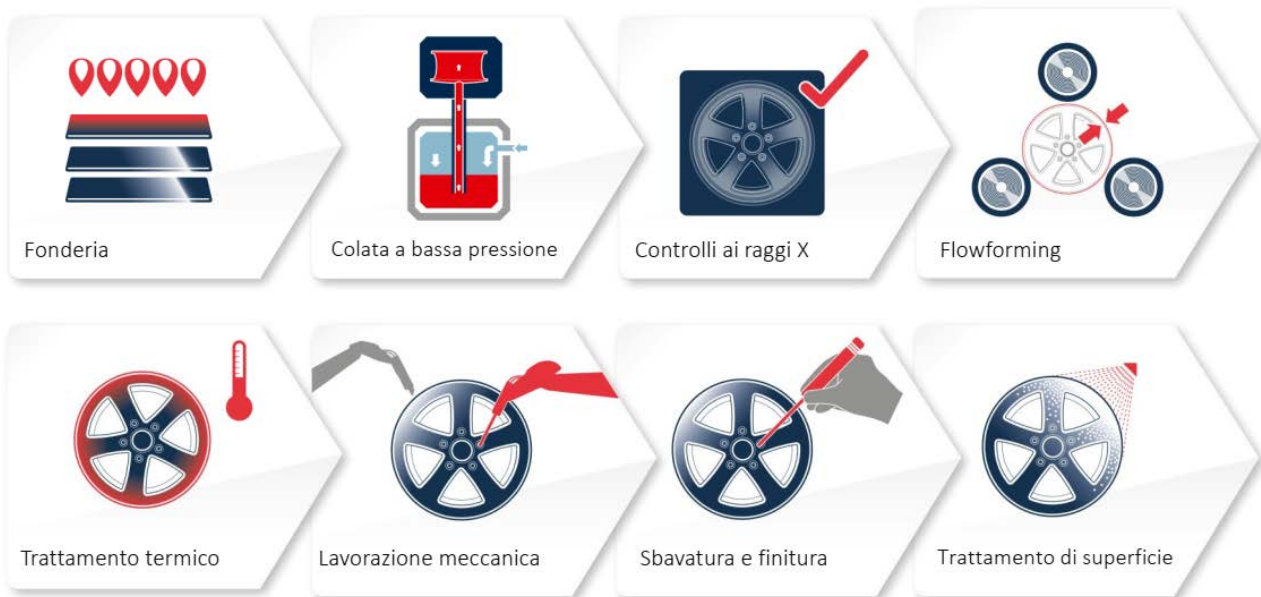 Fonderia
Colata a bassa pressione
Controlli ai raggi X
Flowforming
Trattamento termico
Lavorazione meccanica
Sbavatura e finitura
Trattamento di superficie